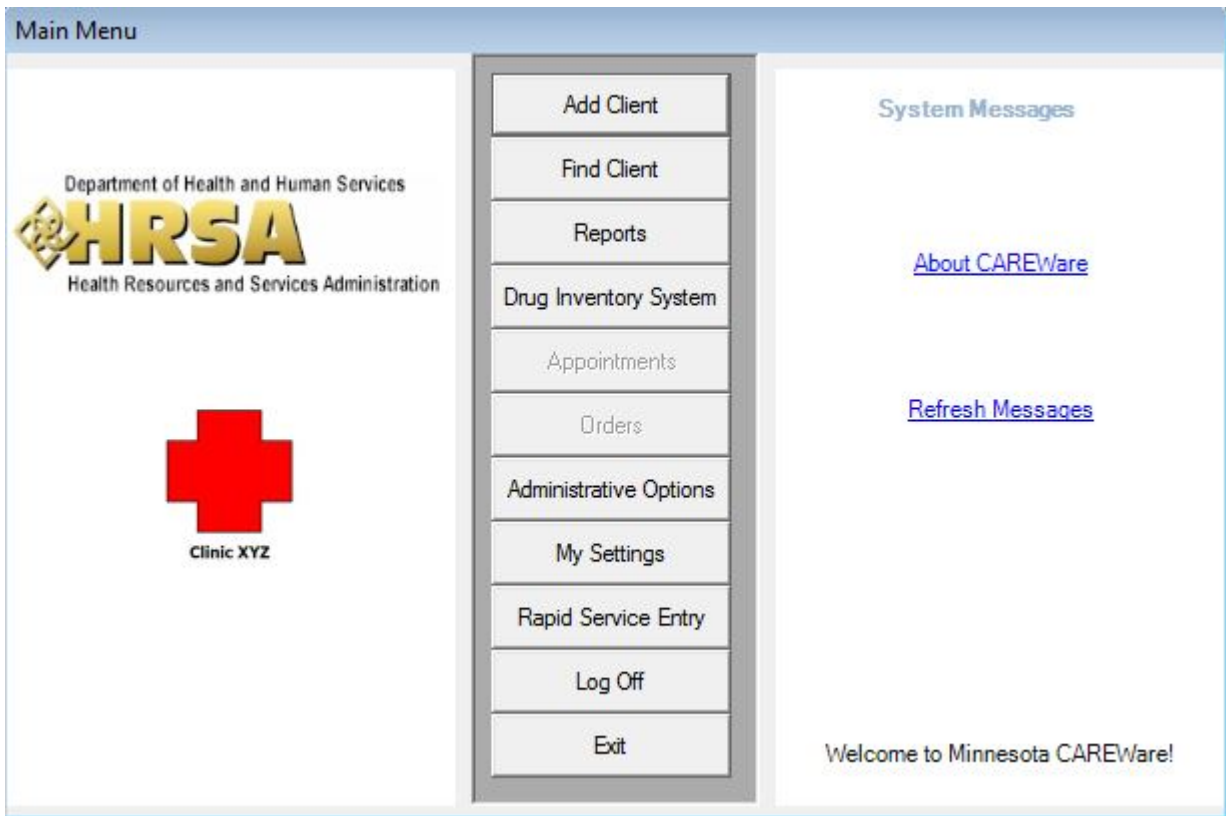 Main Menu
Department of Health and Human Services
HRSA
Health Resources and Services Administration
Clinic XYZ
Add Client
Find Client
Reports
Drug Inventory System
Appointments
Orders
Administrative Options
My Settings
Rapid Service Entry
Log Off
Exit
System Messages
About CAREWare
Refresh Messages
Welcome to Minnesota CAREWare!